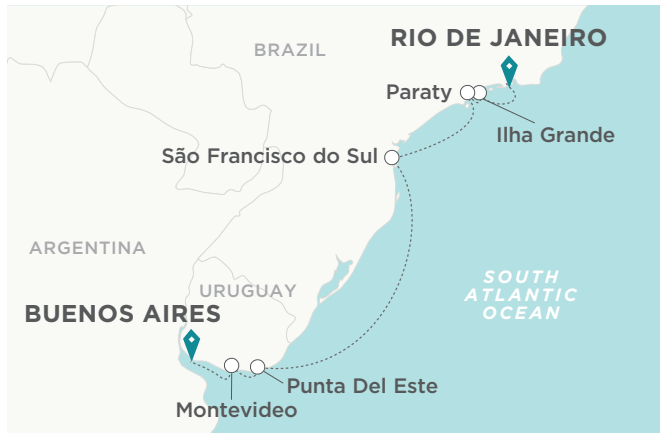 RIO DE JANEIRO
BRAZIL
Paraty
Ilha Grande
São Francisco do Sul
ARGENTINA
SOUTH
ATLANTIC
OCEAN
URUGUAY
BUENOS AIRES
Punta Del Este
Montevideo